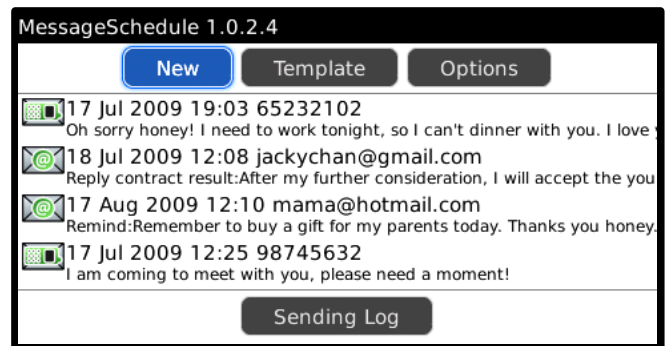 MessageSchedule 1.0.2.4
New Template Options
17 Jul 2009 19:03 65232102
Oh sorry honey! I need to work tonight, so I can't dinner with you. I love
18 Jul 2009 12:08 jackychan@gmail.com
Reply contract result:After my further consideration, I will accept the you
17 Aug 2009 12:10 mama@hotmail.com
Remind:Remember to buy a gift for my parents today. Thanks you honey.
17 Jul 2009 12:25 98745632
I am coming to meet with you, please need a moment!
Sending Log